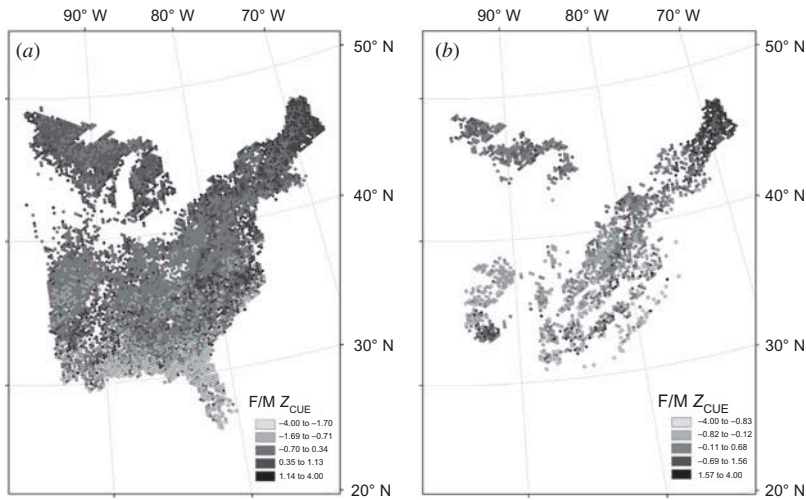 90° W 80° W 70° W
(a)
50° N
40° N
30° N
20° N
F/M Z_CUE
–4.00 to –1.70
–1.69 to –0.71
–0.70 to 0.34
0.35 to 1.13
1.14 to 4.00
90° W 80° W 70° W
(b)
50° N
40° N
30° N
20° N
F/M Z_CUE
–4.00 to –0.83
–0.82 to –0.12
–0.11 to 0.68
–0.69 to 1.56
1.57 to 4.00